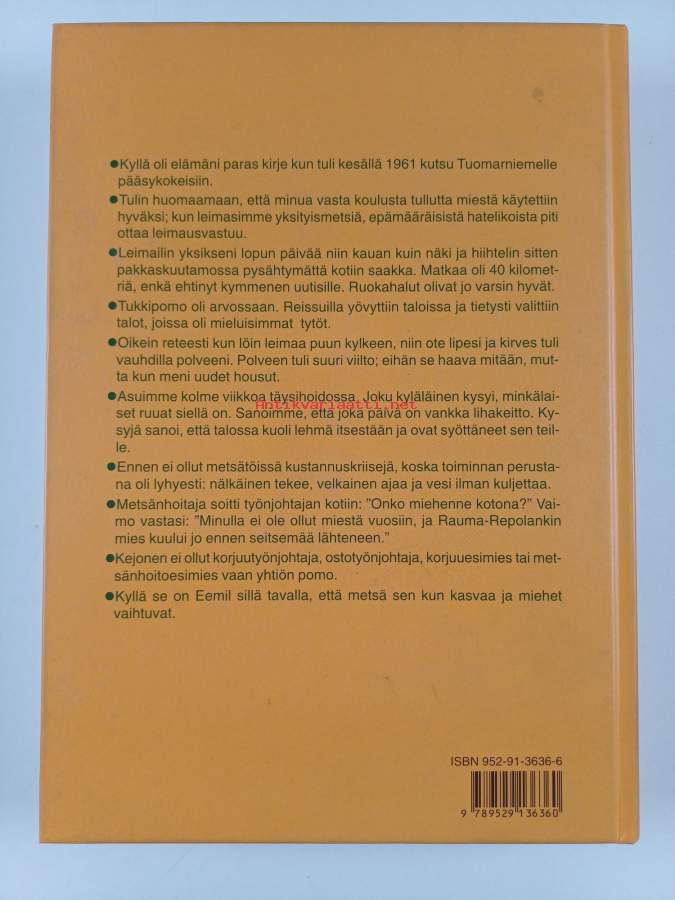 ●Kyllä oli elämäni paras kirje kun tuli kesällä 1961 kutsu Tuomarniemelle
pääsykokeisiin.
●Tulin huomaamaan, että minua vasta koulusta tullutta miestä käytettiin
hyväksi; kun leimasimme yksityismetsiä, epämääräisistä hatelikoista piti
ottaa leimausvastuu.
●Leimailin yksikseni lopun päivää niin kauan kuin näki ja hiihtelin sitten
pakkaskuutamossa pysähtymättä kotiin saakka. Matkaa oli 40 kilomet-
riä, enkä ehtinyt kymmenen uutisille. Ruokahalut olivat jo varsin hyvät.
●Tukkipomo oli arvossaan. Reissuilla yövyttiin taloissa ja tietysti valittiin
talot, joissa oli mieluisimmat tytöt.
●Oikein reteesti kun löin leimaa puun kylkeen, niin ote lipesi ja kirves tuli
vauhdilla polveeni. Polveen tuli suuri viilto; eihän se haava mitään, mut-
ta kun meni uudet housut.
●Asuimme kolme viikkoa täysihoidossa. Joku kyläläinen kysyi, minkälai-
set ruuat siellä on. Sanoimme, että joka päivä on vankka lihakeitto. Ky-
Antikvariaatti.net
syjä sanoi, että talossa kuoli lehmä itsestään ja ovat syöttäneet sen teil-
le.
●Ennen ei ollut metsätöissä kustannuskriisejä, koska toiminnan perusta-
na oli lyhyesti: nälkäinen tekee, velkainen ajaa ja vesi ilman kuljettaa.
●Metsänhoitaja soitti työnjohtajan kotiin: ”Onko miehenne kotona?” Vai-
mo vastasi: ”Minulla ei ole ollut miestä vuosiin, ja Rauma-Repolankin
mies kuului jo ennen seitsemää lähteneen.”
●Kejonen ei ollut korjuutyönjohtaja, ostotyönjohtaja, korjuuesimies tai met-
sänhoitoesimies vaan yhtiön pomo.
●Kyllä se on Eemil sillä tavalla, että metsä sen kun kasvaa ja miehet
vaihtuvat.
ISBN 952-91-3636-6
9 789529 136360